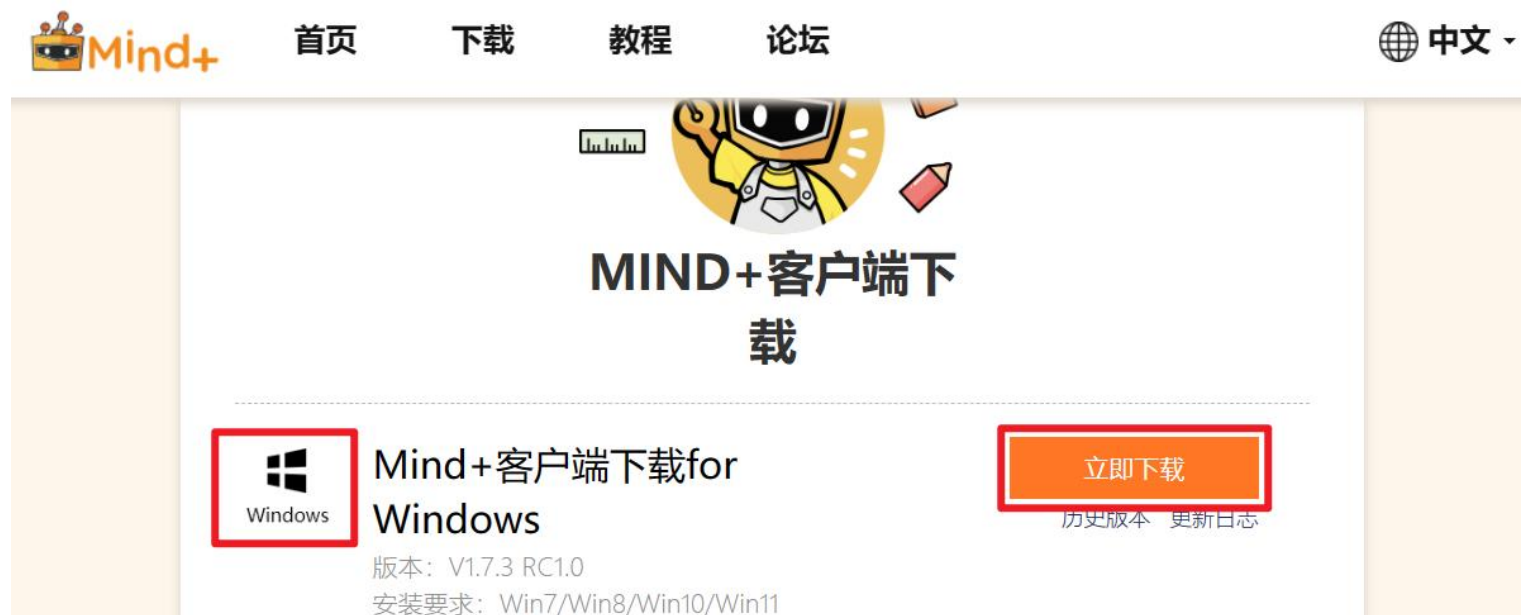 Mind+ 首页 下载 教程 论坛 中文
MIND+客户端下
载
Windows
Mind+客户端下载for
Windows
版本：V1.7.3 RC1.0
安装要求：Win7/Win8/Win10/Win11
立即下载
历史版本 更新日志